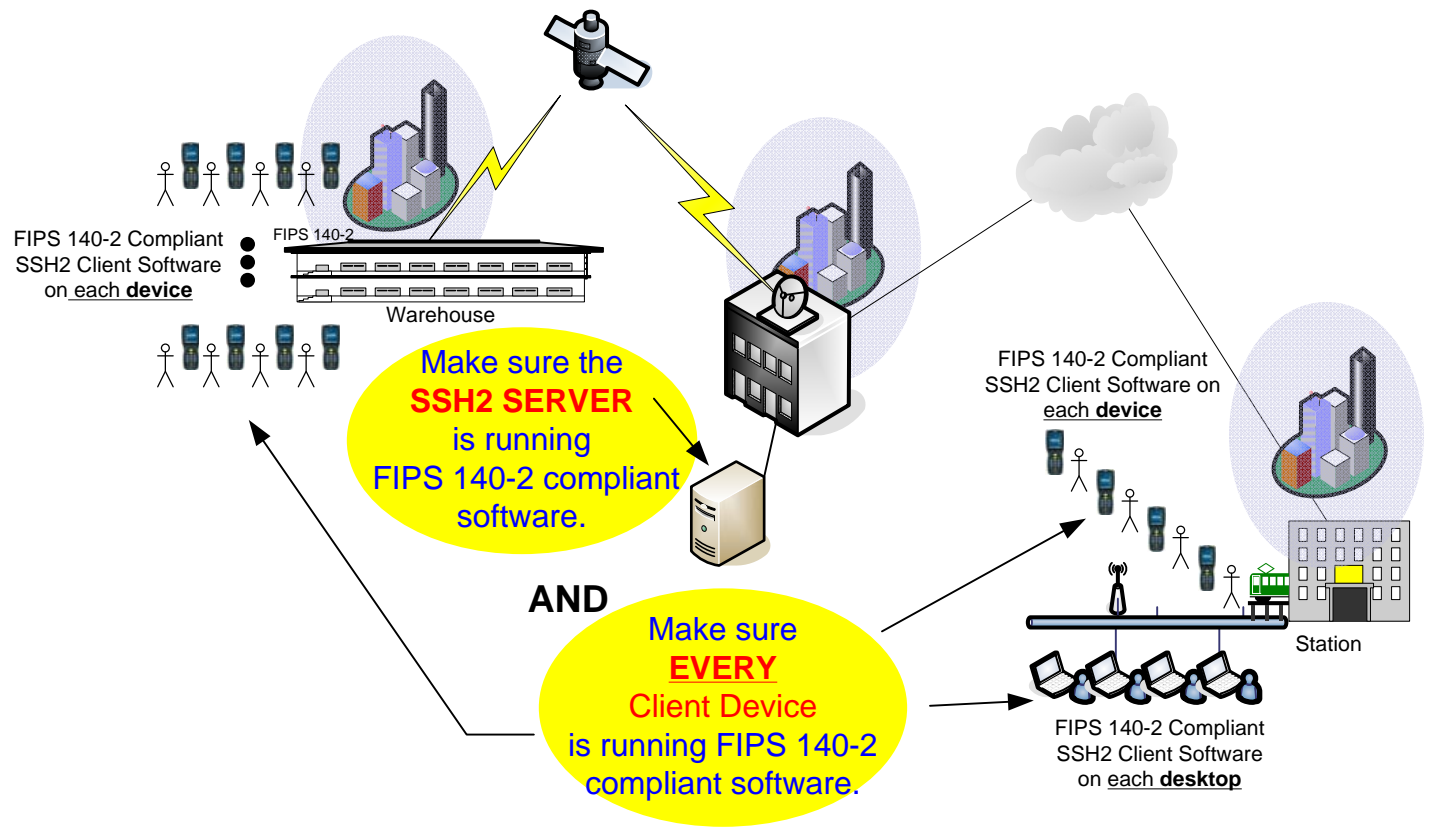 FIPS 140-2 Compliant
SSH2 Client Software
on each device
FIPS 140-2
Warehouse
Make sure the
SSH2 SERVER
is running
FIPS 140-2 compliant
software.
FIPS 140-2 Compliant
SSH2 Client Software on
each device
AND
Make sure
EVERY
Client Device
is running FIPS 140-2
compliant software.
Station
FIPS 140-2 Compliant
SSH2 Client Software
on each desktop